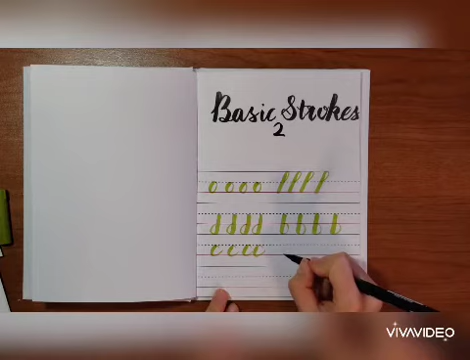 Basic Strokes
2
o o o o l l l l
d d d d b b b b
c c c c
VIVAVIDEO